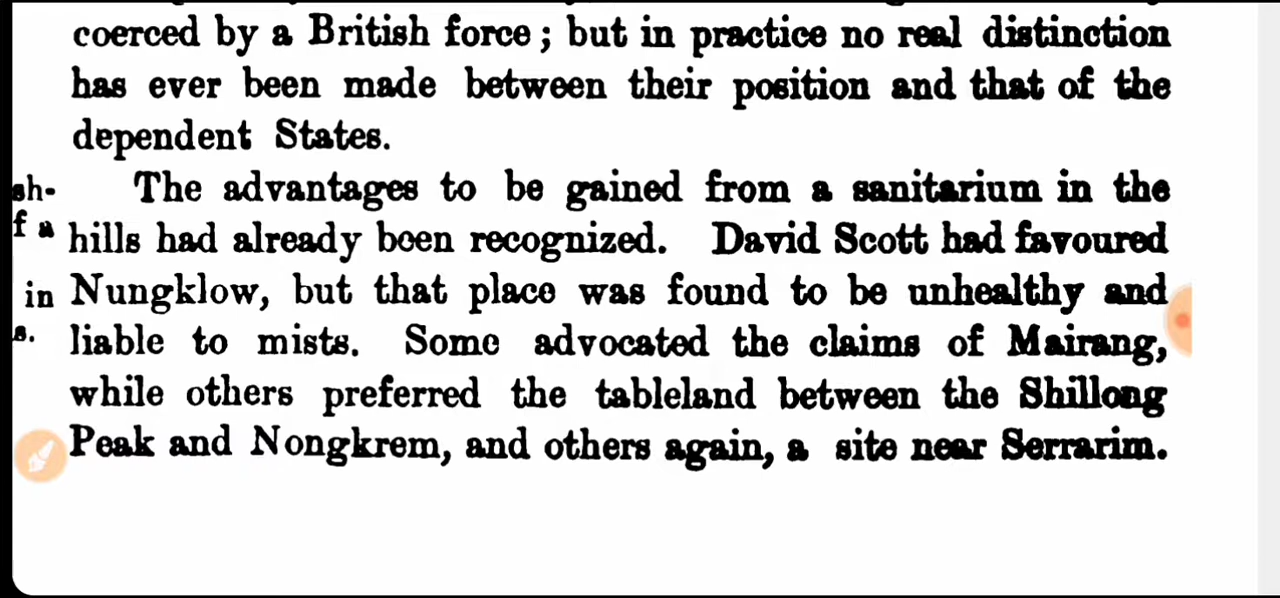 coerced by a British force; but in practice no real distinction
has ever been made between their position and that of the
dependent States.
sh-
The advantages to be gained from a sanitarium in the
f a
hills had already been recognized. David Scott had favoured
in
Nungklow, but that place was found to be unhealthy and
s.
liable to mists. Some advocated the claims of Mairang,
while others preferred the tableland between the Shillong
Peak and Nongkrem, and others again, a site near Serrarim.